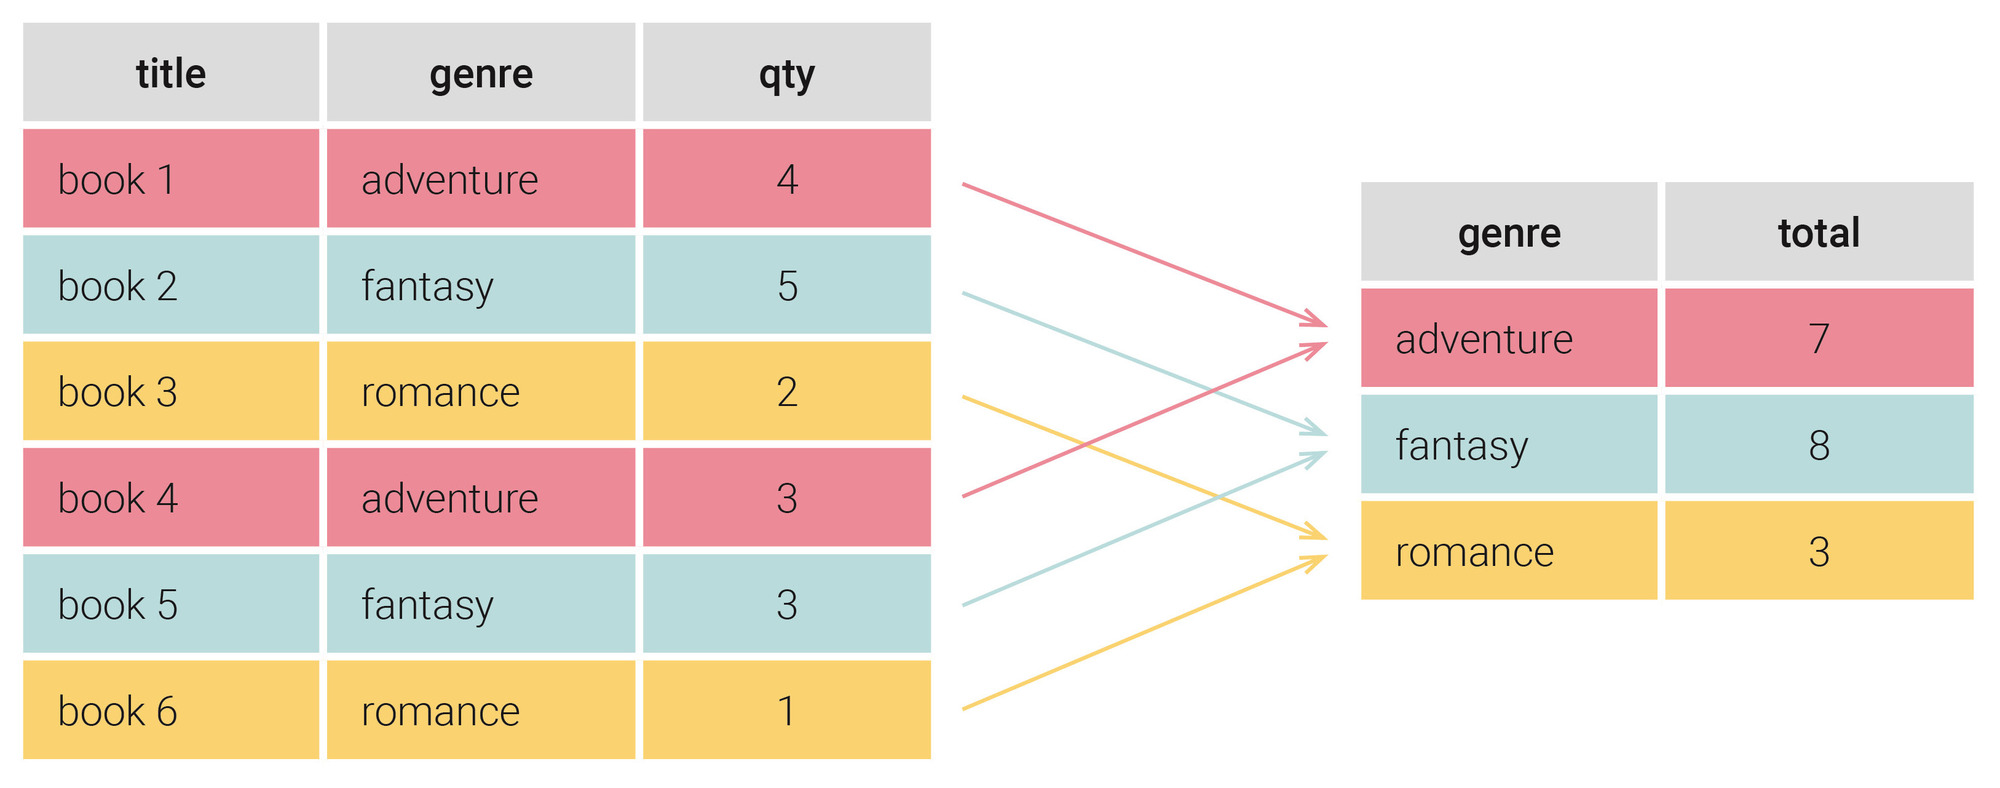 title genre qty
book 1 adventure 4
book 2 fantasy 5
book 3 romance 2
book 4 adventure 3
book 5 fantasy 3
book 6 romance 1
genre total
adventure 7
fantasy 8
romance 3